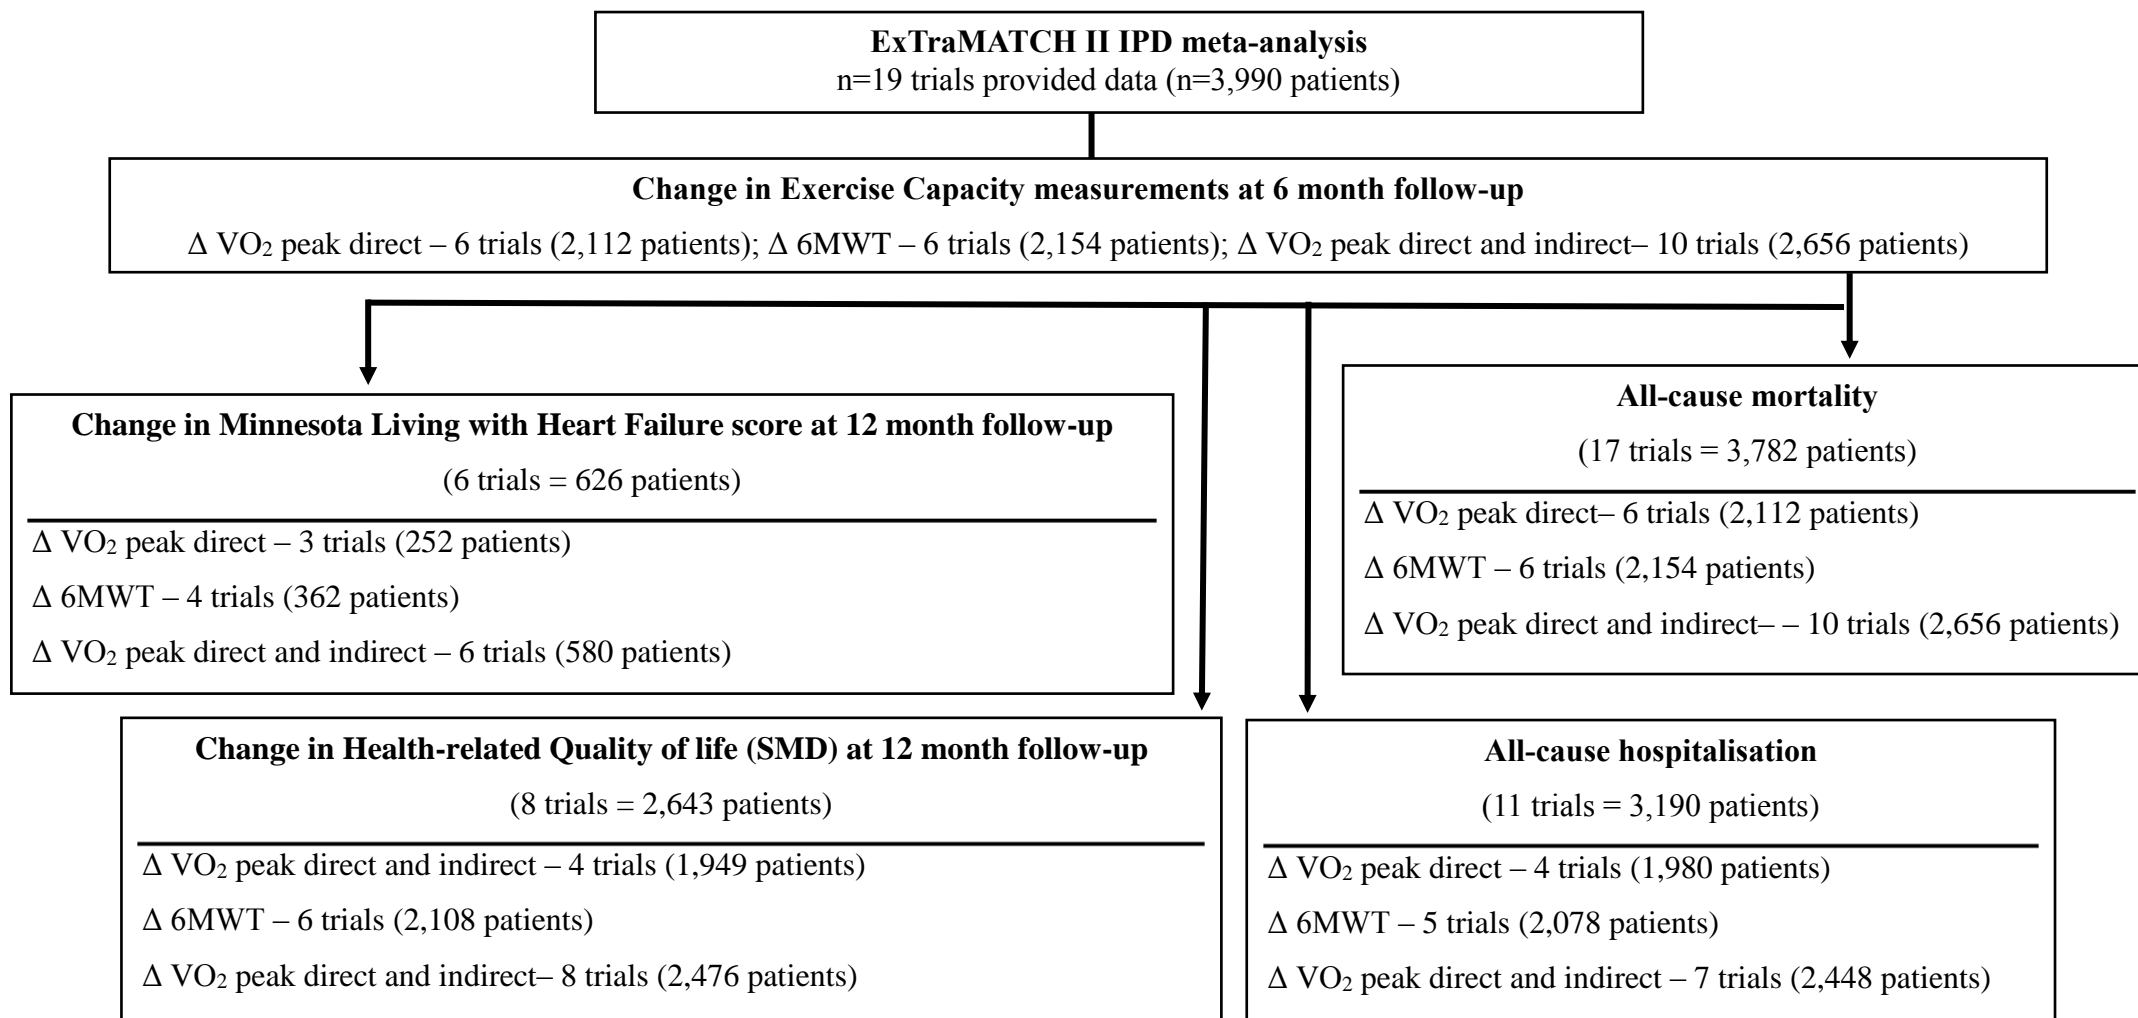 ExTraMATCH II IPD meta-analysis
n=19 trials provided data (n=3,990 patients)
Change in Exercise Capacity measurements at 6 month follow-up
Δ VO₂ peak direct – 6 trials (2,112 patients); Δ 6MWT – 6 trials (2,154 patients); Δ VO₂ peak direct and indirect– 10 trials (2,656 patients)
Change in Minnesota Living with Heart Failure score at 12 month follow-up
(6 trials = 626 patients)
Δ VO₂ peak direct – 3 trials (252 patients)
Δ 6MWT – 4 trials (362 patients)
Δ VO₂ peak direct and indirect – 6 trials (580 patients)
All-cause mortality
(17 trials = 3,782 patients)
Δ VO₂ peak direct– 6 trials (2,112 patients)
Δ 6MWT – 6 trials (2,154 patients)
Δ VO₂ peak direct and indirect– – 10 trials (2,656 patients)
Change in Health-related Quality of life (SMD) at 12 month follow-up
(8 trials = 2,643 patients)
Δ VO₂ peak direct and indirect – 4 trials (1,949 patients)
Δ 6MWT – 6 trials (2,108 patients)
Δ VO₂ peak direct and indirect– 8 trials (2,476 patients)
All-cause hospitalisation
(11 trials = 3,190 patients)
Δ VO₂ peak direct – 4 trials (1,980 patients)
Δ 6MWT – 5 trials (2,078 patients)
Δ VO₂ peak direct and indirect – 7 trials (2,448 patients)